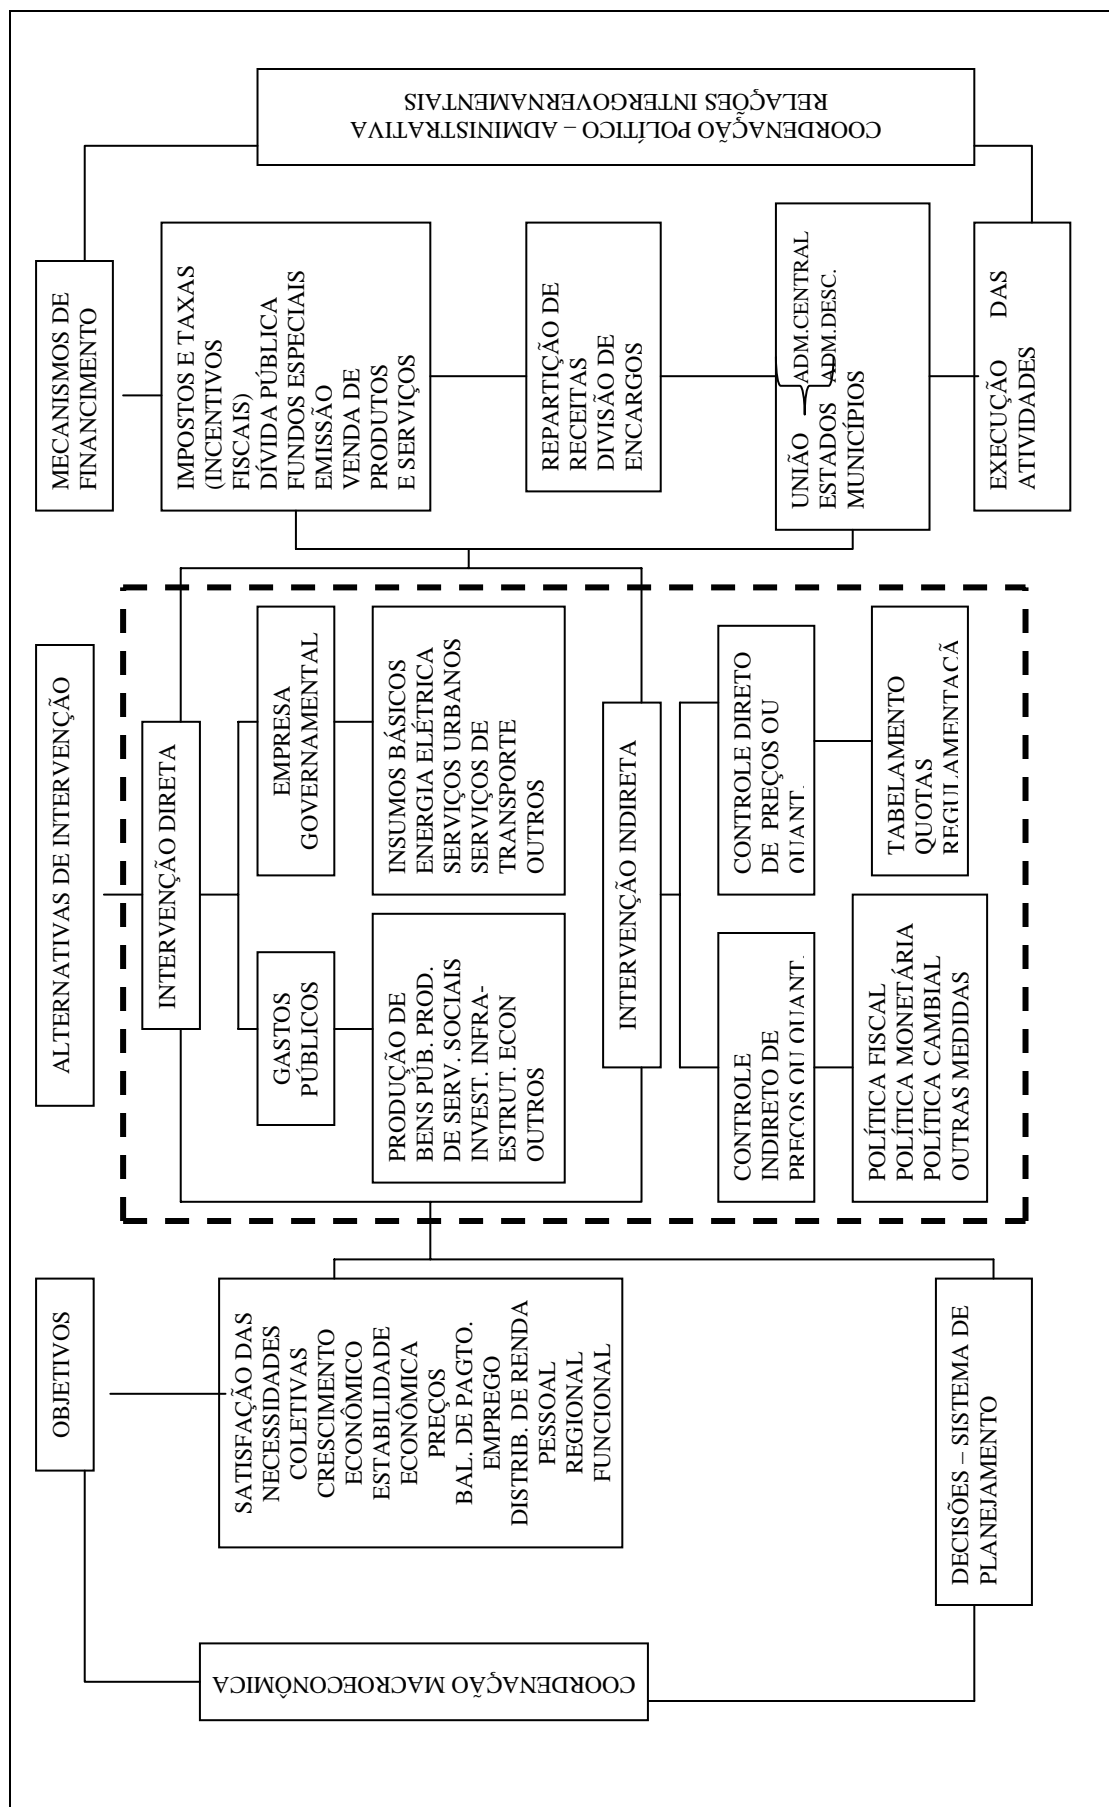 COORDENAÇÃO MACROECONÔMICA
OBJETIVOS
SATISFAÇÃO DAS
NECESSIDADES
COLETIVAS
CRESCIMENTO
ECONÔMICO
ESTABILIDADE
ECONÔMICA
PREÇOS
BAL. DE PAGTO.
EMPREGO
DISTRIB. DE RENDA
PESSOAL
REGIONAL
FUNCIONAL
DECISÕES – SISTEMA DE
PLANEJAMENTO
ALTERNATIVAS DE INTERVENÇÃO
INTERVENÇÃO DIRETA
GASTOS
PÚBLICOS
EMPRESA
GOVERNAMENTAL
PRODUÇÃO DE
BENS PÚB. PROD.
DE SERV. SOCIAIS
INVEST. INFRA-
ESTRUT. ECON
OUTROS
INSUMOS BÁSICOS
ENERGIA ELÉTRICA
SERVIÇOS URBANOS
SERVIÇOS DE
TRANSPORTE
OUTROS
INTERVENÇÃO INDIRETA
CONTROLE
INDIRETO DE
PREÇOS OU QUANT.
CONTROLE DIRETO
DE PREÇOS OU
QUANT.
POLÍTICA FISCAL
POLÍTICA MONETÁRIA
POLÍTICA CAMBIAL
OUTRAS MEDIDAS
TABELAMENTO
QUOTAS
REGULAMENTACÃ
MECANISMOS DE
FINANCIMENTO
IMPOSTOS E TAXAS
(INCENTIVOS
FISCAIS)
DÍVIDA PÚBLICA
FUNDOS ESPECIAIS
EMISSÃO
VENDA DE
PRODUTOS
E SERVIÇOS
REPARTIÇÃO DE
RECEITAS
DIVISÃO DE
ENCARGOS
UNIÃO ADM.CENTRAL
ESTADOS ADM.DESC.
MUNICÍPIOS
EXECUÇÃO DAS
ATIVIDADES
COORDENAÇÃO POLÍTICO – ADMINISTRATIVA
RELAÇÕES INTERGOVERNAMENTAIS